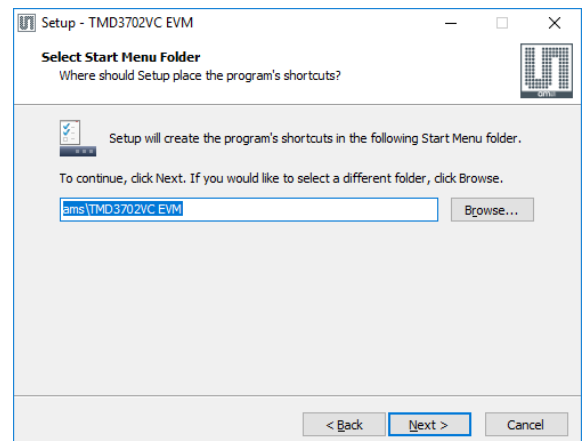 Setup - TMD3702VC EVM
Select Start Menu Folder
Where should Setup place the program's shortcuts?
am
Setup will create the program's shortcuts in the following Start Menu folder.
To continue, click Next. If you would like to select a different folder, click Browse.
ams\TMD3702VC EVM
Browse...
< Back
Next >
Cancel